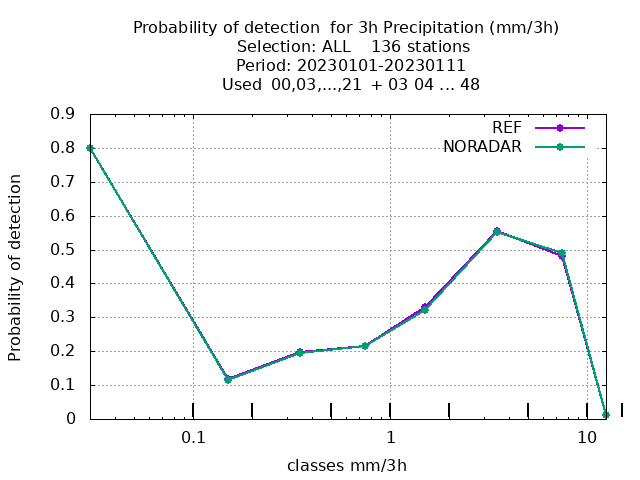 Probability of detection  for 3h Precipitation (mm/3h)
Selection: ALL    136 stations
Period: 20230101-20230111
Used  00,03,...,21  + 03 04 ... 48
REF
NORADAR
0.9
0.8
0.7
0.6
0.5
0.4
0.3
0.2
0.1
0
Probability of detection
0.1 1 10
classes mm/3h